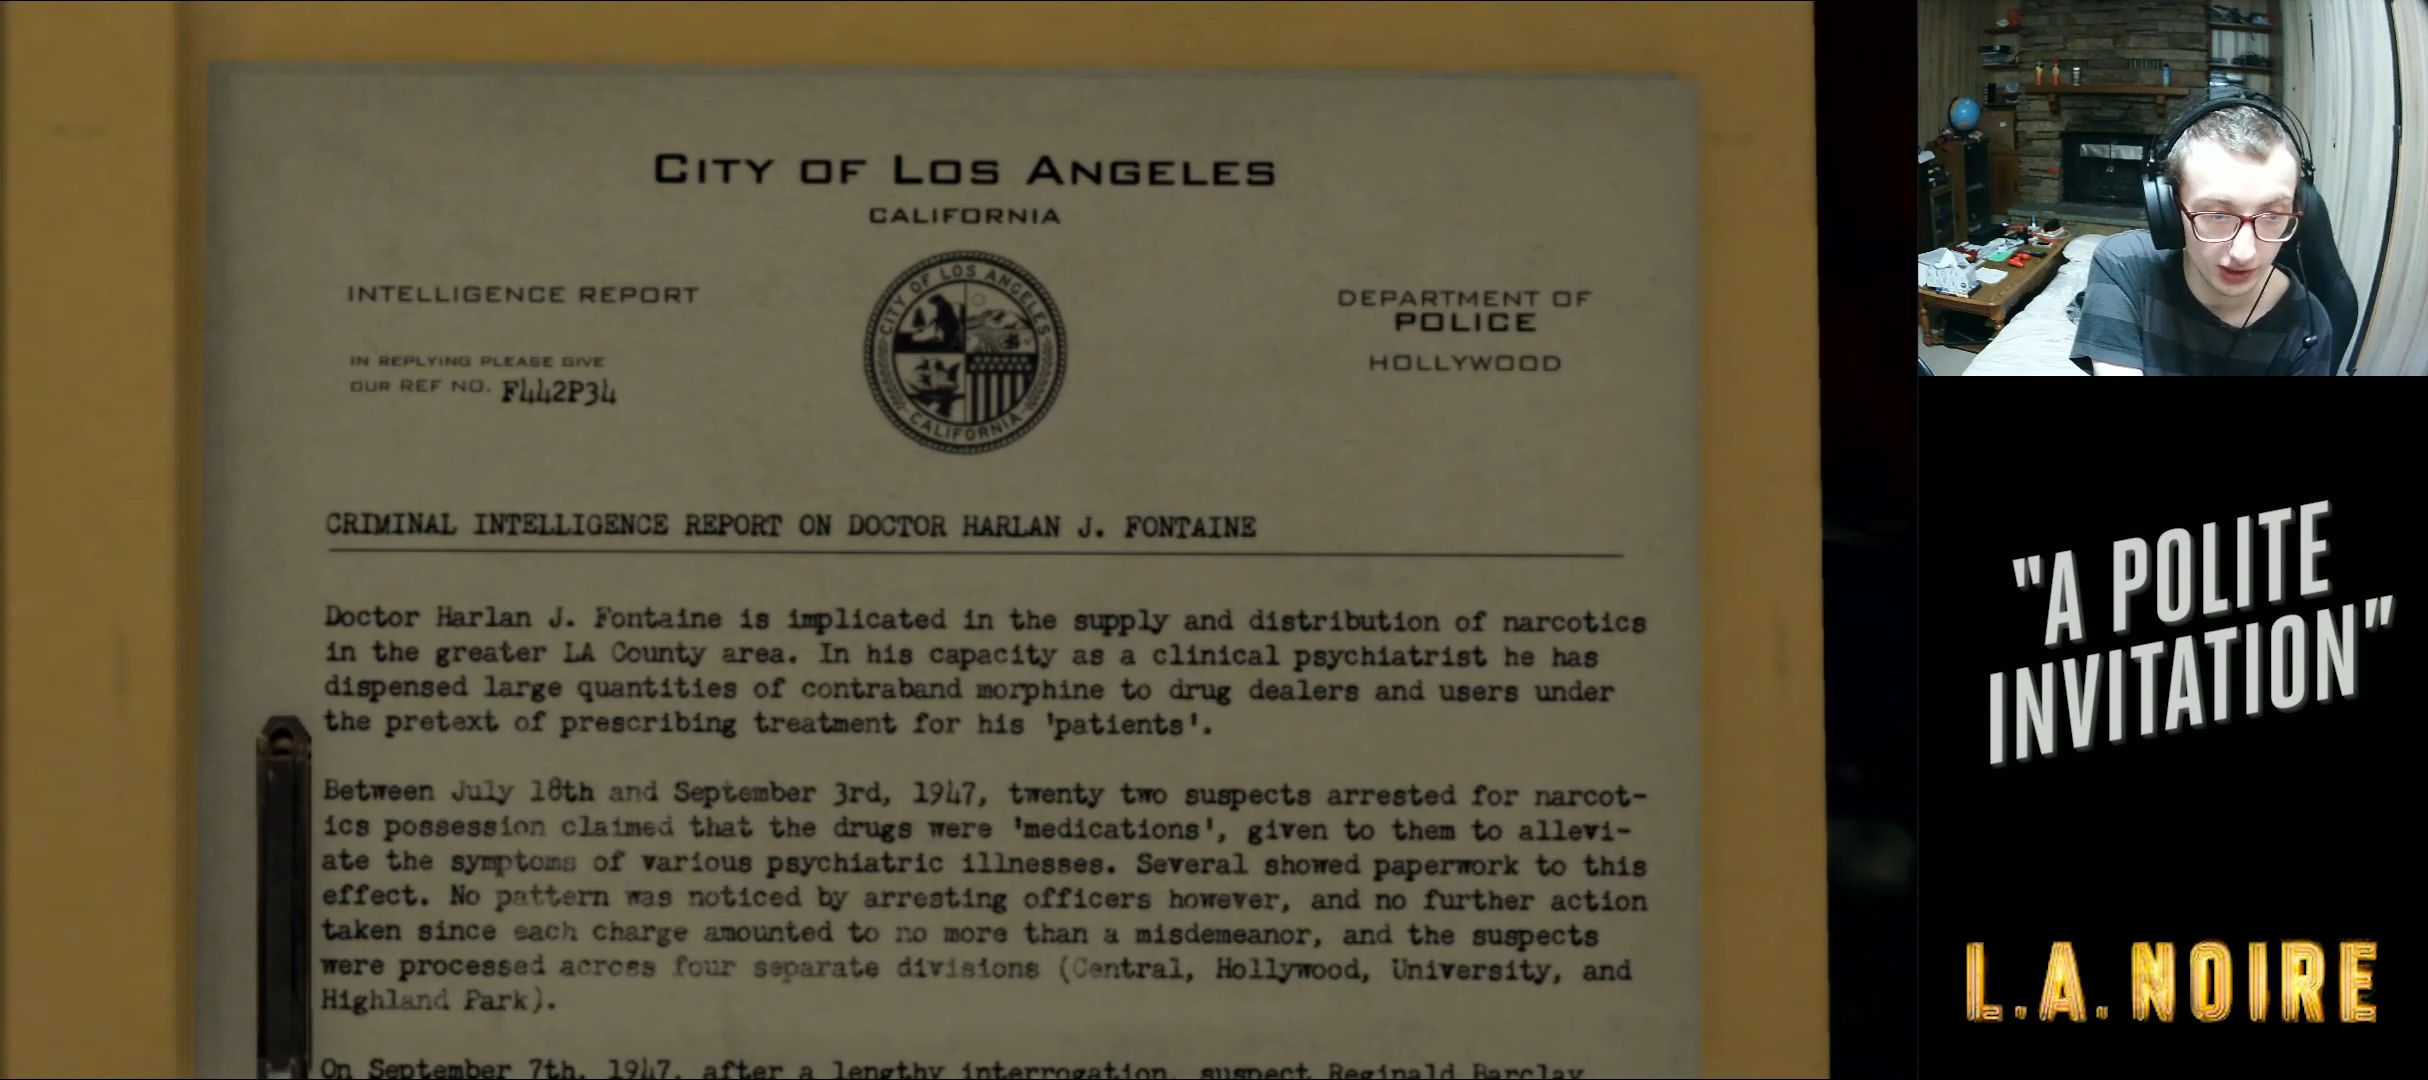 CITY OF LOS ANGELES
CALIFORNIA
INTELLIGENCE REPORT
IN REPLYING PLEASE GIVE
OUR REF NO. F442P34
CITY OF LOS ANGELES
CALIFORNIA
DEPARTMENT OF
POLICE
HOLLYWOOD
CRIMINAL INTELLIGENCE REPORT ON DOCTOR HARLAN J. FONTAINE
Doctor Harlan J. Fontaine is implicated in the supply and distribution of narcotics
in the greater LA County area. In his capacity as a clinical psychiatrist he has
dispensed large quantities of contraband morphine to drug dealers and users under
the pretext of prescribing treatment for his 'patients'.
Between July 18th and September 3rd, 1947, twenty two suspects arrested for narcot-
ics possession claimed that the drugs were 'medications', given to them to allevi-
ate the symptoms of various psychiatric illnesses. Several showed paperwork to this
effect. No pattern was noticed by arresting officers however, and no further action
taken since each charge amounted to no more than a misdemeanor, and the suspects
were processed across four separate divisions (Central, Hollywood, University, and
Highland Park).
On September 7th, 1947, after a lengthy interrogation, suspect Reginald Barclay
"A POLITE
INVITATION"
L.A. NOIRE